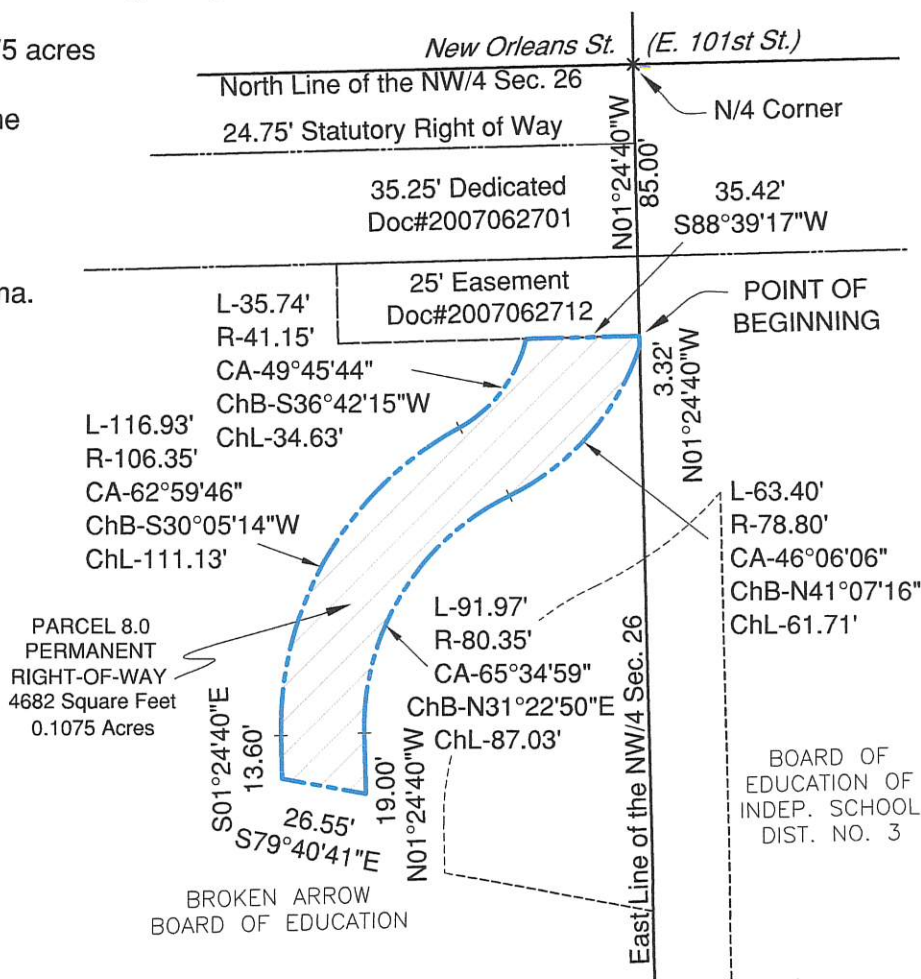 5 acres
New Orleans St. (E. 101st St.)
North Line of the NW/4 Sec. 26
N/4 Corner
24.75' Statutory Right of Way
N01°24'40"W
85.00'
35.25' Dedicated
Doc#2007062701
35.42'
S88°39'17"W
25' Easement
Doc#2007062712
POINT OF
BEGINNING
3.32'
N01°24'40"W
L-35.74'
R-41.15'
CA-49°45'44"
ChB-S36°42'15"W
ChL-34.63'
L-116.93'
R-106.35'
CA-62°59'46"
ChB-S30°05'14"W
ChL-111.13'
L-63.40'
R-78.80'
CA-46°06'06"
ChB-N41°07'16"
ChL-61.71'
L-91.97'
R-80.35'
CA-65°34'59"
ChB-N31°22'50"E
ChL-87.03'
PARCEL 8.0
PERMANENT
RIGHT-OF-WAY
4682 Square Feet
0.1075 Acres
S01°24'40"E
13.60'
26.55'
S79°40'41"E
19.00'
N01°24'40"W
East Line of the NW/4 Sec. 26
BOARD OF
EDUCATION OF
INDEP. SCHOOL
DIST. NO. 3
BROKEN ARROW
BOARD OF EDUCATION